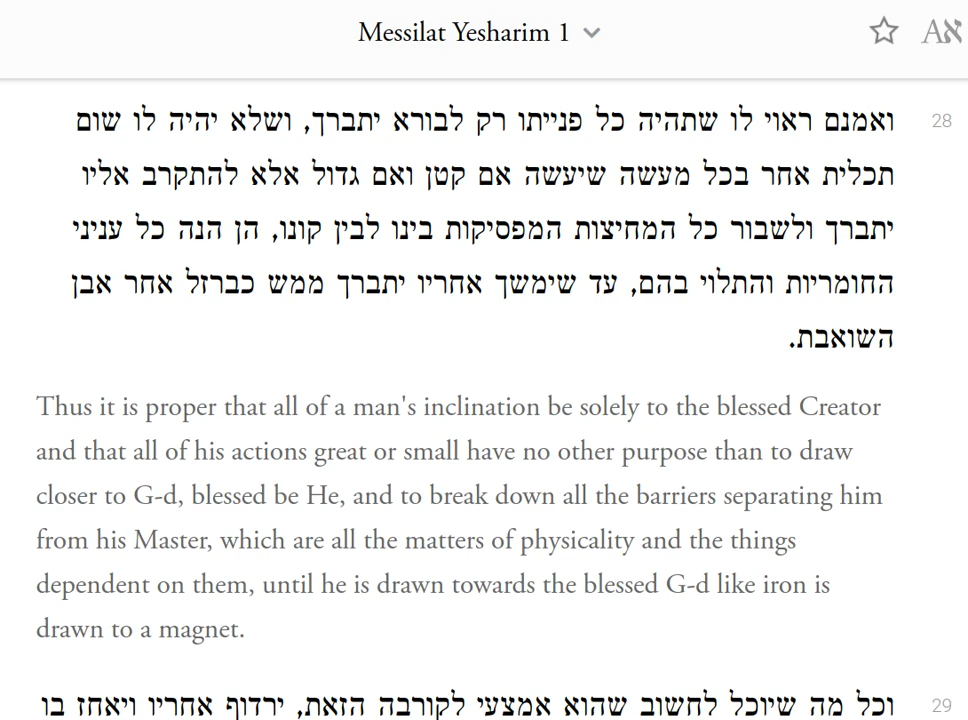 Messilat Yesharim 1
Aא
28
ואמנם ראוי לו שתהיה כל פנייתו רק לבורא יתברך, ושלא יהיה לו שום
תכלית אחר בכל מעשה שיעשה אם קטן ואם גדול אלא להתקרב אליו
יתברך ולשבור כל המחיצות המפסיקות בינו לבין קונו, הן הנה כל עניני
החומריות והתלוי בהם, עד שימשך אחריו יתברך ממש כברזל אחר אבן
השואבת.
Thus it is proper that all of a man's inclination be solely to the blessed Creator
and that all of his actions great or small have no other purpose than to draw
closer to G-d, blessed be He, and to break down all the barriers separating him
from his Master, which are all the matters of physicality and the things
dependent on them, until he is drawn towards the blessed G-d like iron is
drawn to a magnet.
29
וכל מה שיוכל לחשוב שהוא אמצעי לקורבה הזאת, ירדוף אחריו ויאחז בו